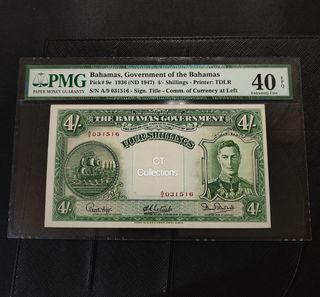 PMG
PAPER MONEY GUARANTY
Bahamas, Government of the Bahamas
Pick# 9e 1936 (ND 1947) 4/- Shillings - Printer: TDLR
S/N A/9 031516 - Sign. Title - Comm. of Currency at Left
40 EPQ
Extremely Fine
4/-
THE BAHAMAS GOVERNMENT
4/-
FOUR SHILLINGS
A/9 031516
CT
Collections
A/9 031516
4/-
4/-